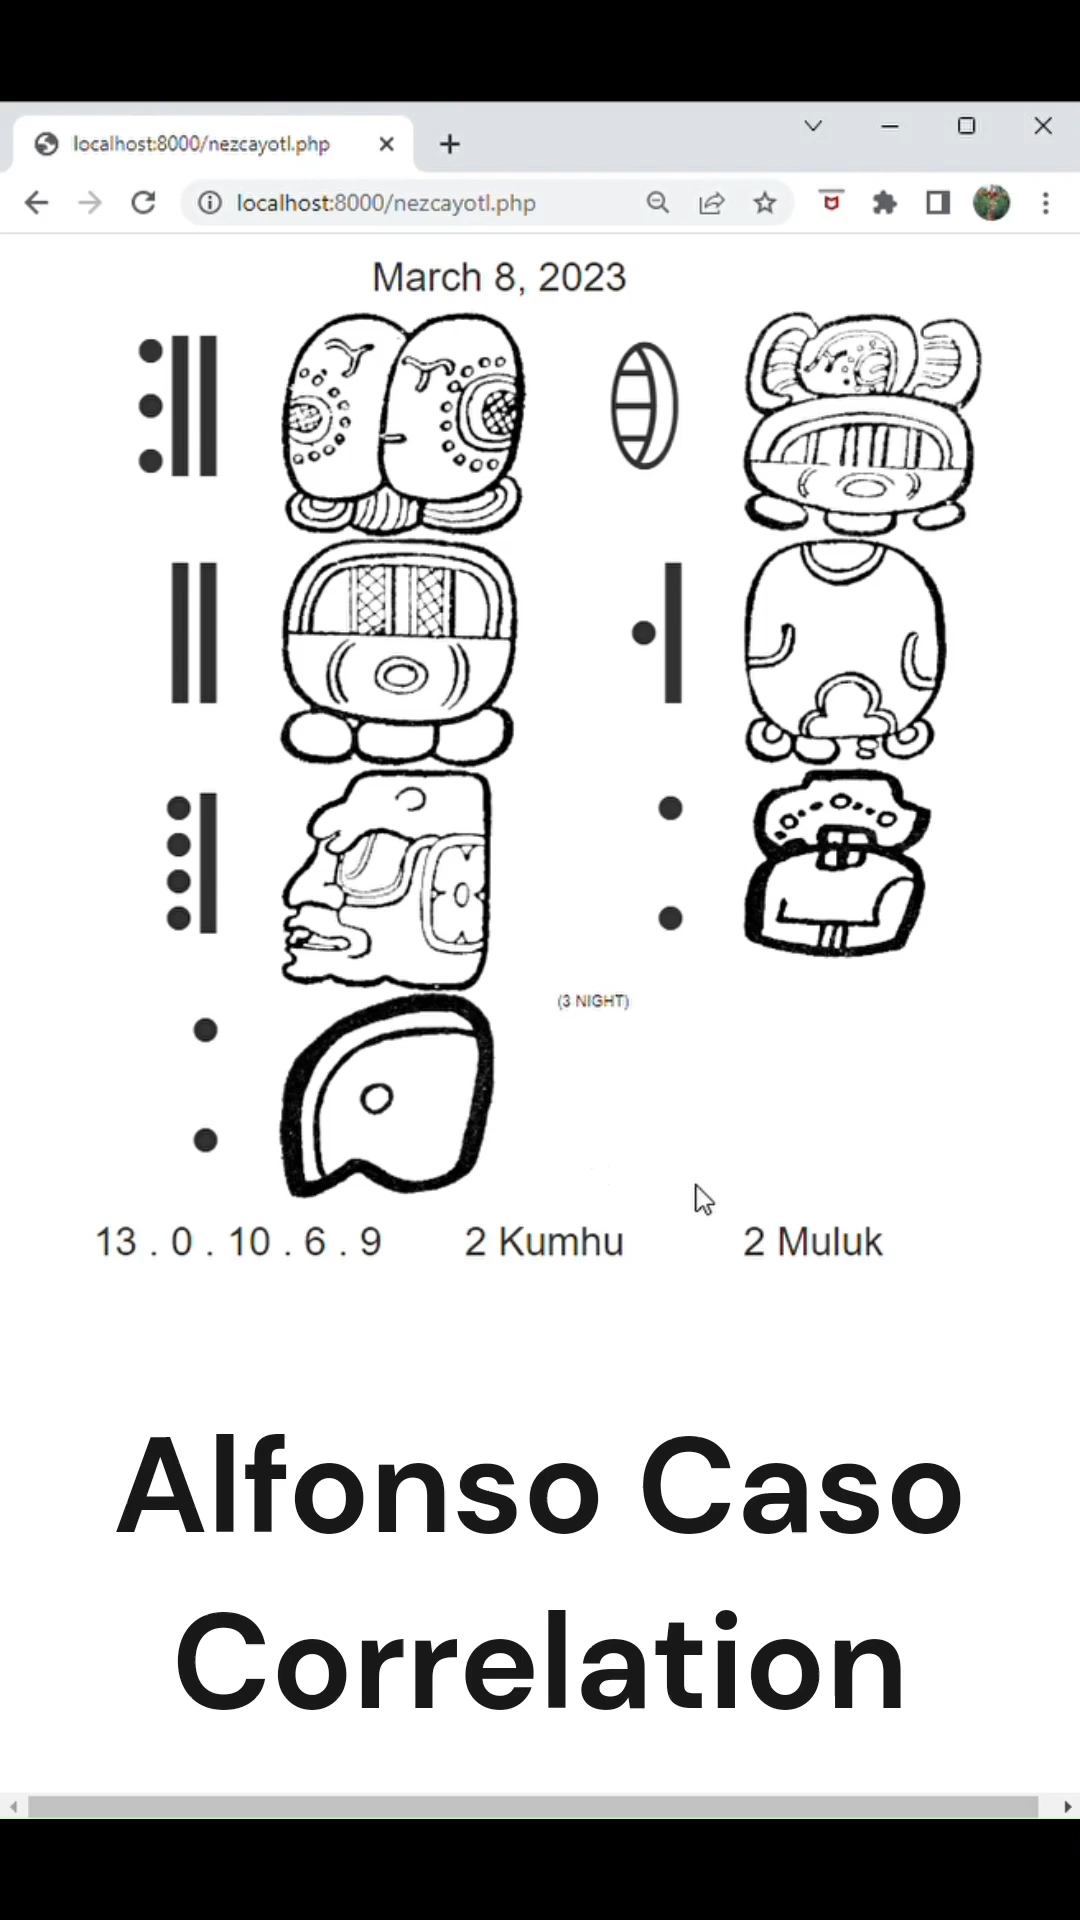 localhost:8000/nezcayotl.php
localhost:8000/nezcayotl.php
March 8, 2023
(3 NIGHT)
13 . 0 . 10 . 6 . 9 2 Kumhu 2 Muluk
Alfonso Caso
Correlation